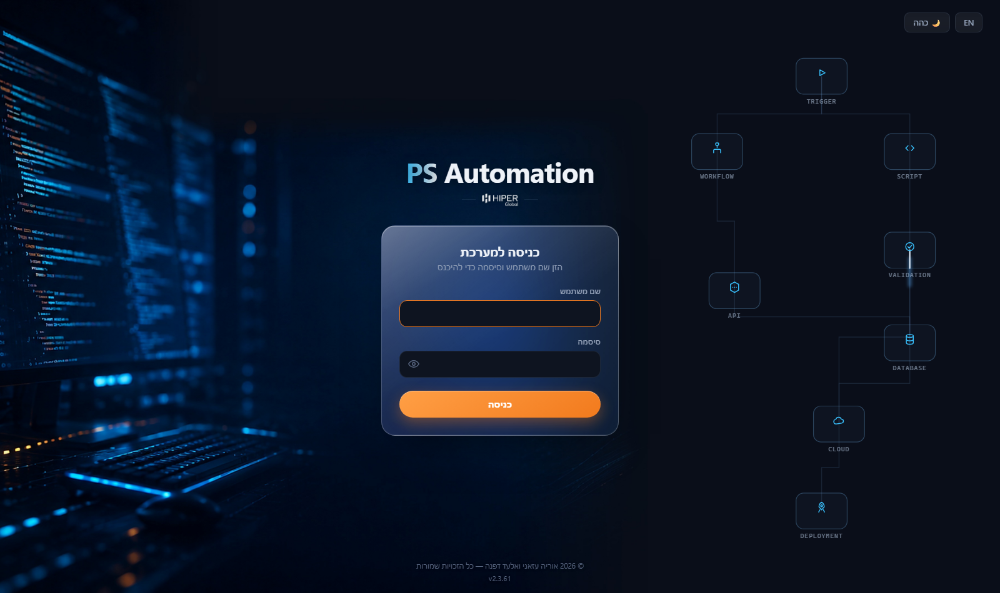 EN
כהה
TRIGGER
WORKFLOW
SCRIPT
PS Automation
HIPER
Global
כניסה למערכת
הזן שם משתמש וסיסמה כדי להיכנס
שם משתמש
סיסמה
כניסה
VALIDATION
API
DATABASE
CLOUD
DEPLOYMENT
© 2026 אוריה עזאני ואלעד דפנה — כל הזכויות שמורות
v2.3.61